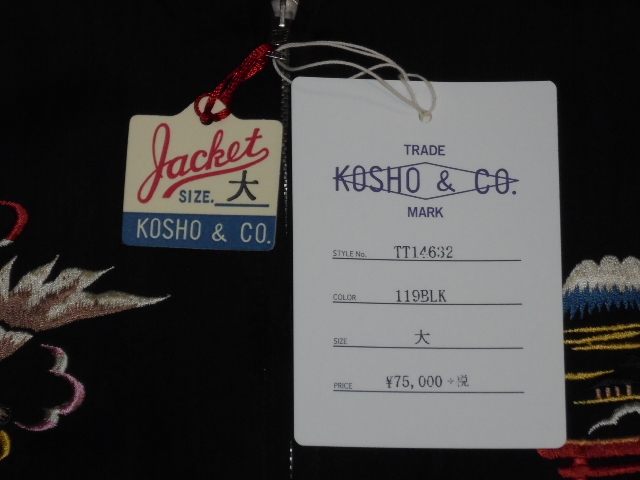 Jacket
SIZE. 大
KOSHO & CO.
TRADE
KOSHO & CO.
MARK
STYLE No. TT14632
COLOR 119BLK
SIZE 大
PRICE ¥75,000+税